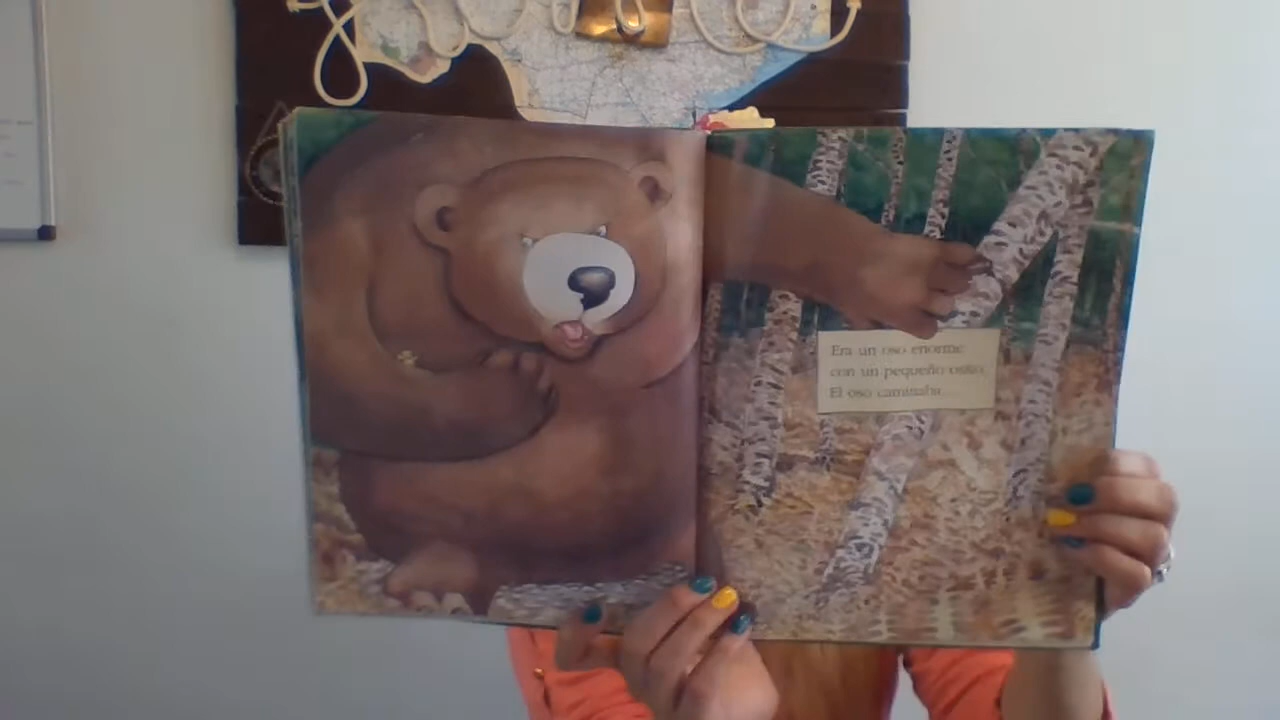 Era un oso enorme
con un pequeño osito.
El oso caminaba...